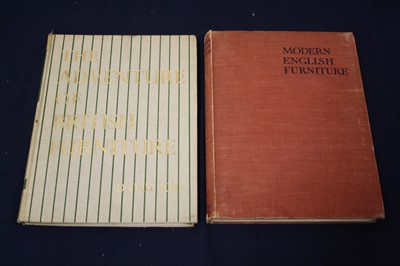 THE
ADVENTURE
OF
BRITISH
FURNITURE
MODERN
ENGLISH
FURNITURE